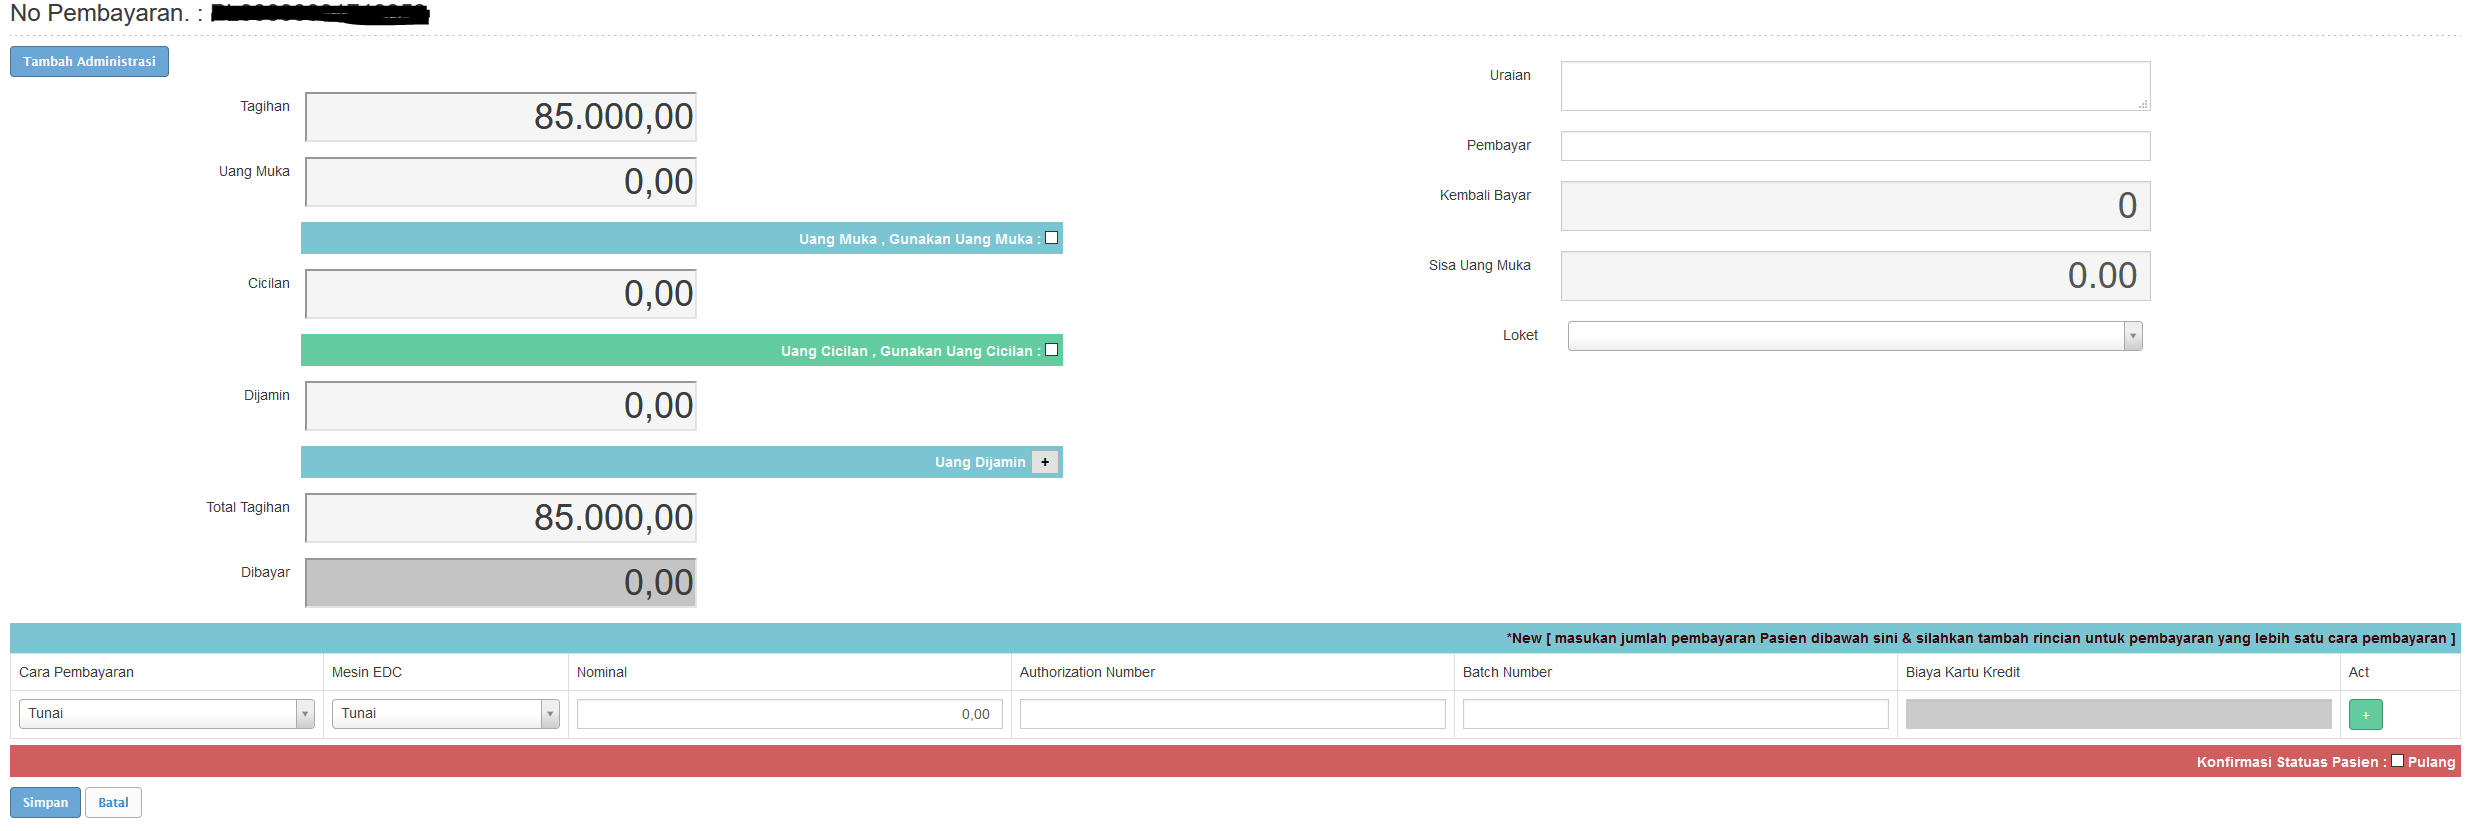 No Pembayaran. :
Tambah Administrasi
Tagihan 85.000,00
Uang Muka 0,00
Uang Muka , Gunakan Uang Muka :
Cicilan 0,00
Uang Cicilan , Gunakan Uang Cicilan :
Dijamin 0,00
Uang Dijamin +
Total Tagihan 85.000,00
Dibayar 0,00
Uraian
Pembayar
Kembali Bayar 0
Sisa Uang Muka 0.00
Loket
*New [ masukan jumlah pembayaran Pasien dibawah sini & silahkan tambah rincian untuk pembayaran yang lebih satu cara pembayaran ]
Cara Pembayaran Mesin EDC Nominal Authorization Number Batch Number Biaya Kartu Kredit Act
Tunai Tunai 0,00 +
Konfirmasi Statuas Pasien : Pulang
Simpan Batal